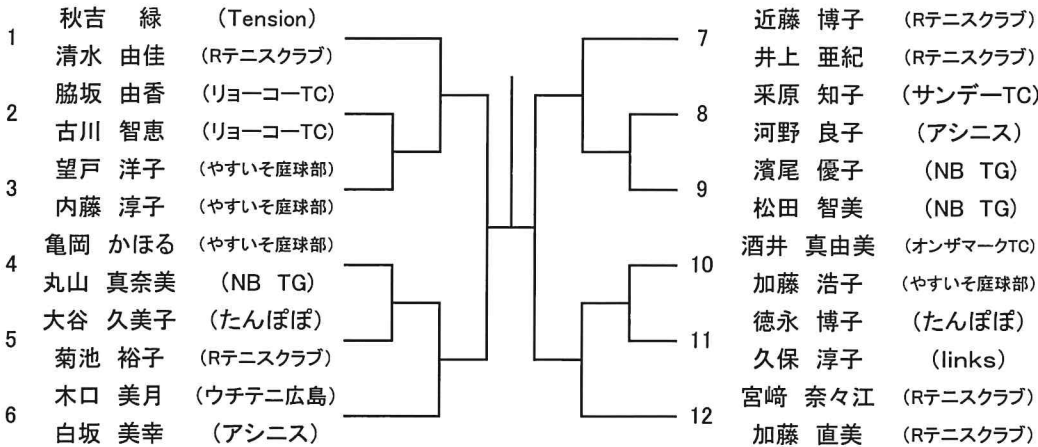 1
秋吉 緑 (Tension)
清水 由佳 (Rテニスクラブ)
2
脇坂 由香 (リョーコーTC)
古川 智恵 (リョーコーTC)
3
望戸 洋子 (やすいそ庭球部)
内藤 淳子 (やすいそ庭球部)
4
亀岡 かほる (やすいそ庭球部)
丸山 真奈美 (NB TG)
5
大谷 久美子 (たんぽぽ)
菊池 裕子 (Rテニスクラブ)
6
木口 美月 (ウチテニ広島)
白坂 美幸 (アシニス)
7
近藤 博子 (Rテニスクラブ)
井上 亜紀 (Rテニスクラブ)
8
釆原 知子 (サンデーTC)
河野 良子 (アシニス)
9
濱尾 優子 (NB TG)
松田 智美 (NB TG)
10
酒井 真由美 (オンザマークTC)
加藤 浩子 (やすいそ庭球部)
11
徳永 博子 (たんぽぽ)
久保 淳子 (links)
12
宮﨑 奈々江 (Rテニスクラブ)
加藤 直美 (Rテニスクラブ)